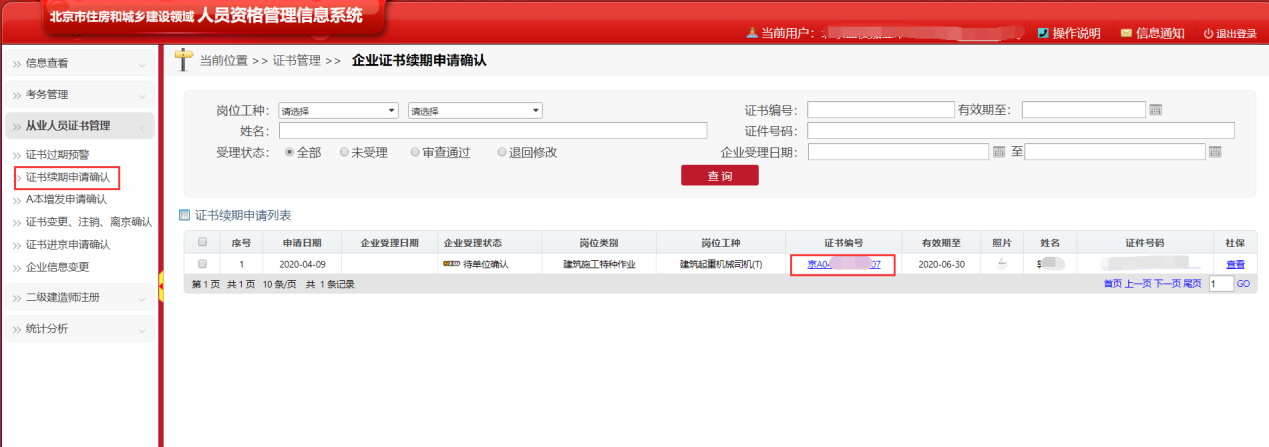 北京市住房和城乡建设领域 人员资格管理信息系统
当前用户： 操作说明 信息通知 退出登录
信息查看
考务管理
从业人员证书管理
证书过期预警
证书续期申请确认
A本增发申请确认
证书变更、注销、离京确认
证书进京申请确认
企业信息变更
二级建造师注册
统计分析
当前位置 >> 证书管理 >> 企业证书续期申请确认
岗位工种： 请选择 请选择 证书编号： 有效期至：
姓名： 证件号码：
受理状态： 全部 未受理 审查通过 退回修改 企业受理日期： 至
查 询
证书续期申请列表
序号 申请日期 企业受理日期 企业受理状态 岗位类别 岗位工种 证书编号 有效期至 照片 姓名 证件号码 社保
1 2020-04-09 待单位确认 建筑施工特种作业 建筑起重机械司机(T) 京A04 07 2020-06-30 查看
第 1 页 共 1 页 10 条/页 共 1 条记录 首页 上一页 下一页 尾页 1 GO